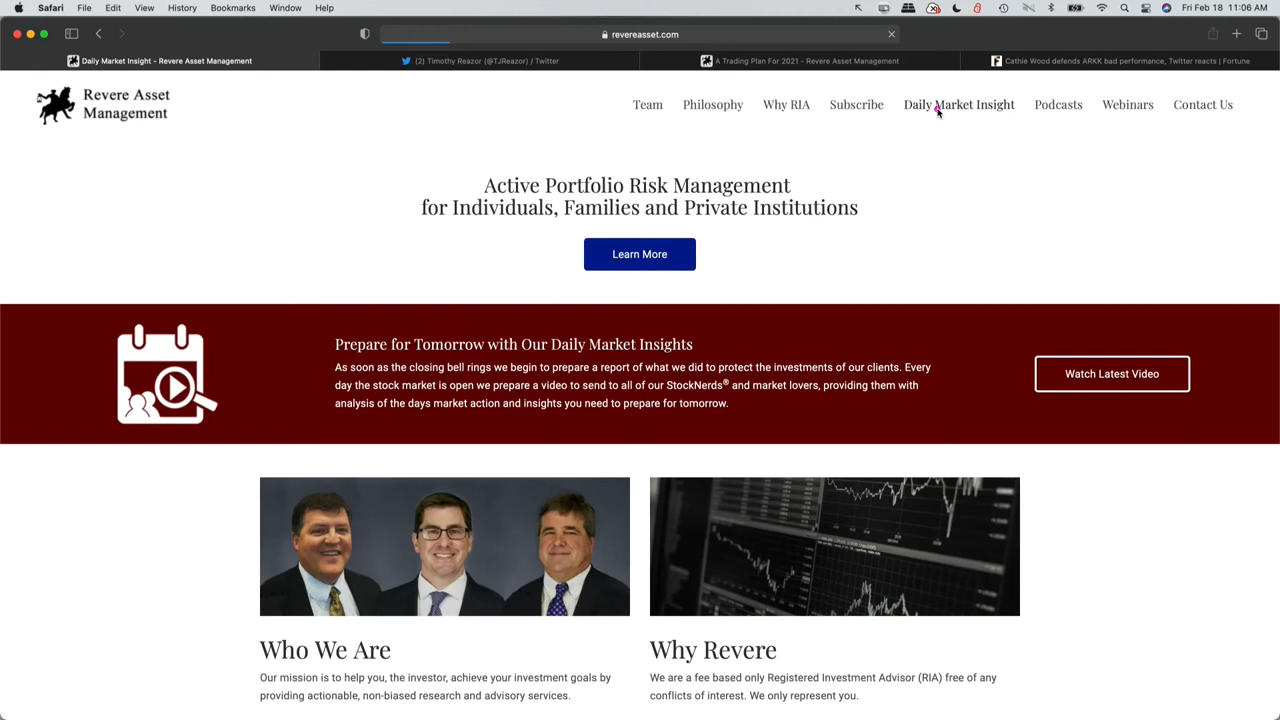 Safari File Edit View History Bookmarks Window Help Fri Feb 18 11:06 AM
revereasset.com
Daily Market Insight - Revere Asset Management
(2) Timothy Reazor (@TJReazor) / Twitter
A Trading Plan For 2021 - Revere Asset Management
Cathie Wood defends ARKK bad performance, Twitter reacts | Fortune
Revere Asset
Management
Team Philosophy Why RIA Subscribe Daily Market Insight Podcasts Webinars Contact Us
Active Portfolio Risk Management
for Individuals, Families and Private Institutions
Learn More
Prepare for Tomorrow with Our Daily Market Insights
As soon as the closing bell rings we begin to prepare a report of what we did to protect the investments of our clients. Every
day the stock market is open we prepare a video to send to all of our StockNerds® and market lovers, providing them with
analysis of the days market action and insights you need to prepare for tomorrow.
Watch Latest Video
Who We Are
Our mission is to help you, the investor, achieve your investment goals by
providing actionable, non-biased research and advisory services.
Why Revere
We are a fee based only Registered Investment Advisor (RIA) free of any
conflicts of interest. We only represent you.